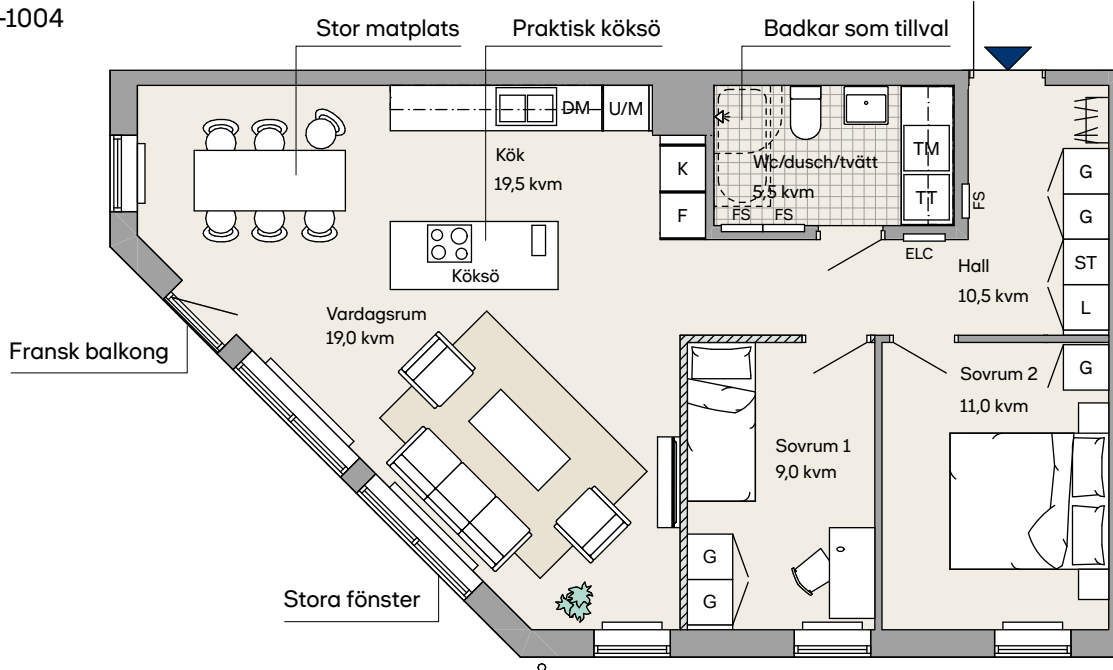 -1004
Stor matplats
Praktisk köksö
Badkar som tillval
DM
U/M
Kök
19,5 kvm
K
F
Wc/dusch/tvätt
5,5 kvm
TM
TT
FS
FS
FS
ELC
G
G
ST
L
Hall
10,5 kvm
Köksö
Vardagsrum
19,0 kvm
Fransk balkong
Sovrum 2
11,0 kvm
G
Sovrum 1
9,0 kvm
G
G
Stora fönster